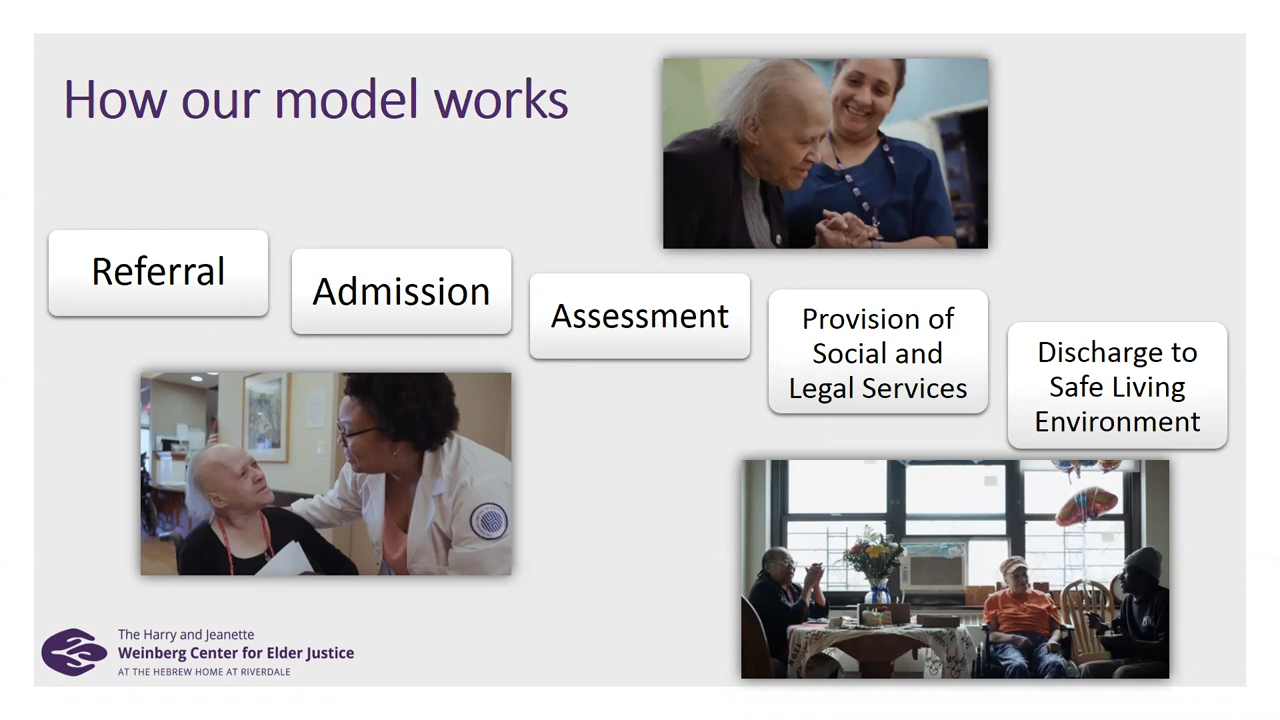 How our model works
Referral
Admission
Assessment
Provision of
Social and
Legal Services
Discharge to
Safe Living
Environment
The Harry and Jeanette
Weinberg Center for Elder Justice
AT THE HEBREW HOME AT RIVERDALE